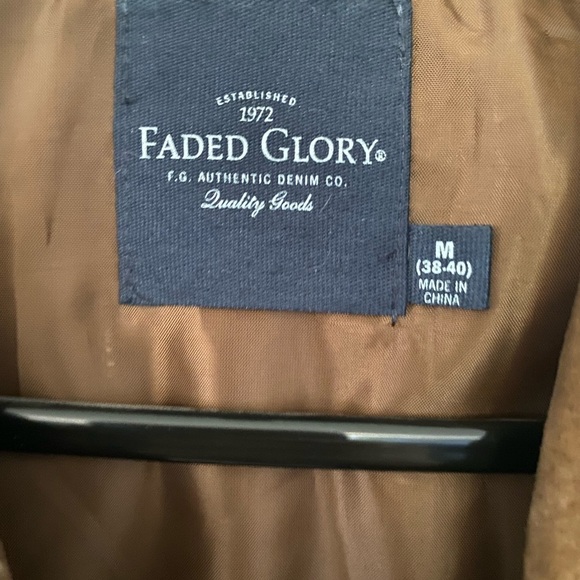 ESTABLISHED
1972
FADED GLORY®
F.G. AUTHENTIC DENIM CO.
Quality Goods
M
(38-40)
MADE IN
CHINA